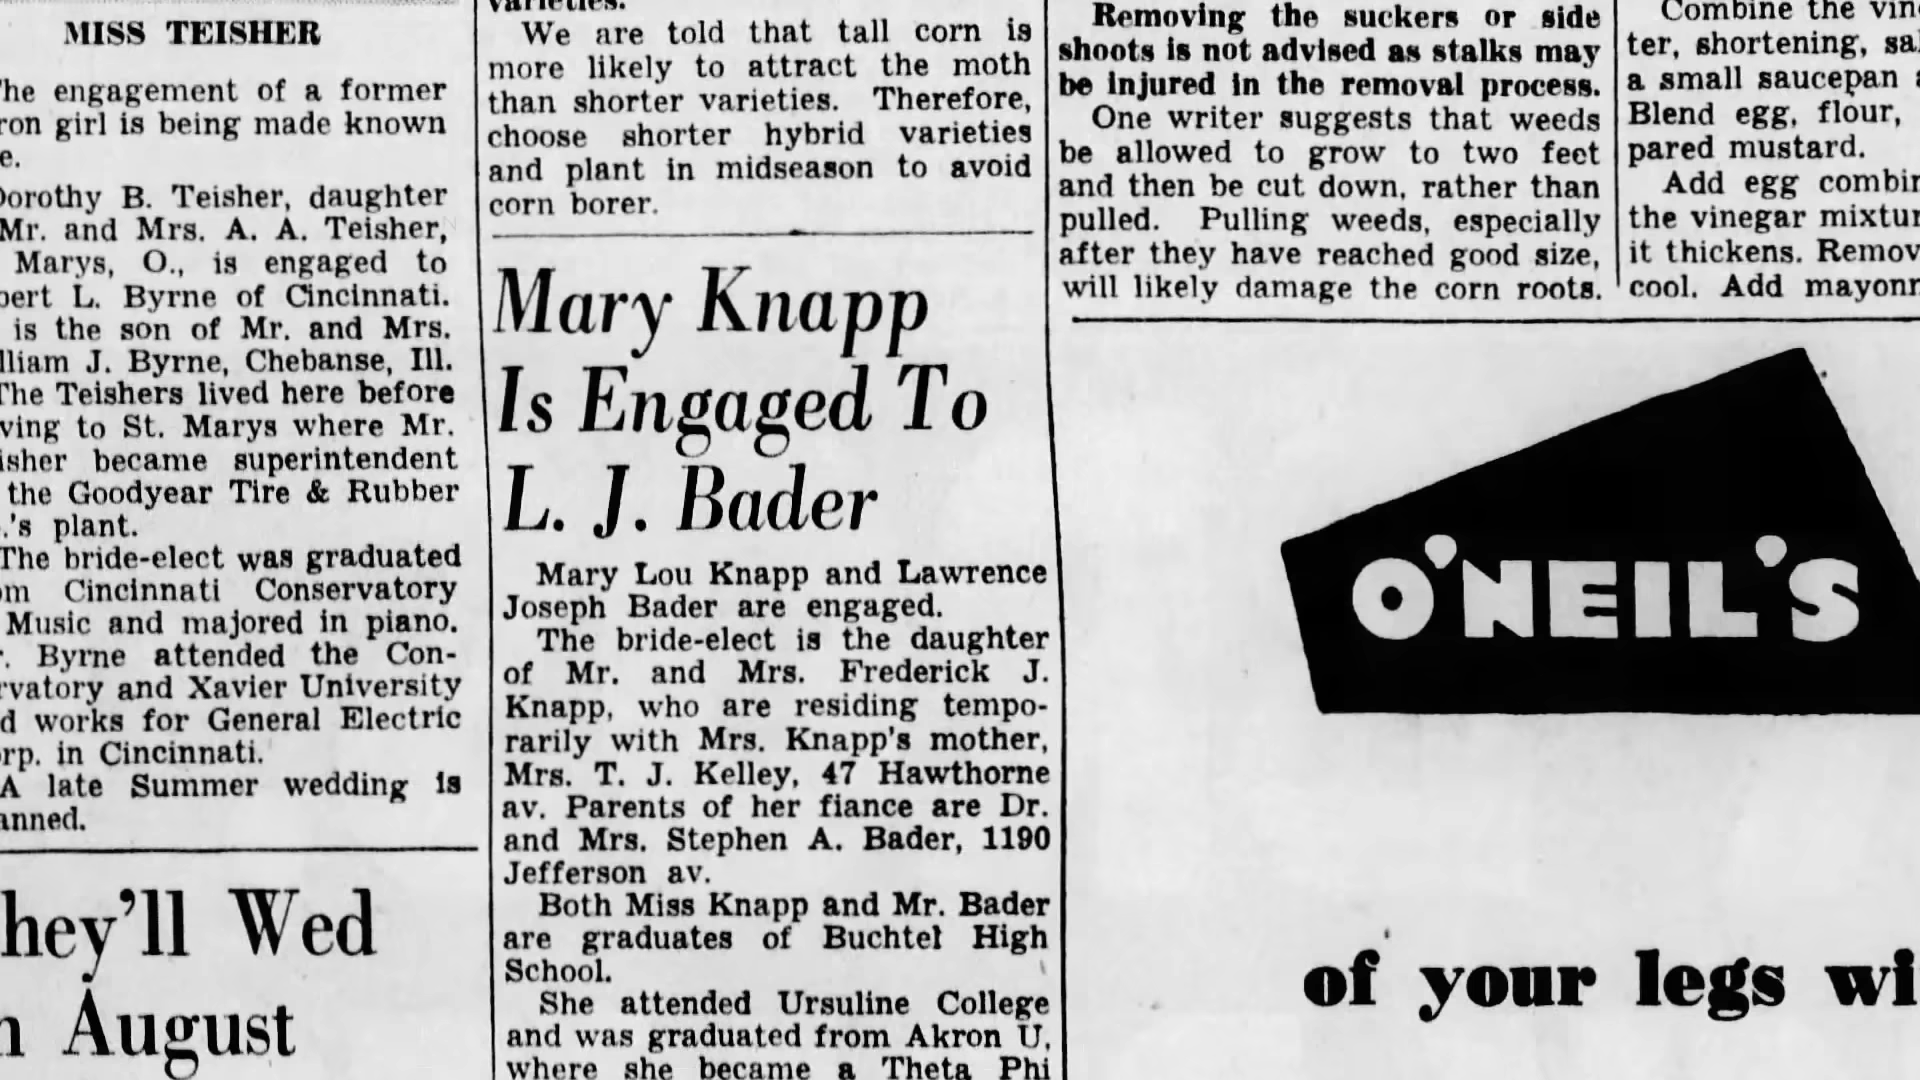 MISS TEISHER
he engagement of a former
ron girl is being made known
e.
Dorothy B. Teisher, daughter
Mr. and Mrs. A. A. Teisher,
Marys, O., is engaged to
bert L. Byrne of Cincinnati.
is the son of Mr. and Mrs.
lliam J. Byrne, Chebanse, Ill.
The Teishers lived here before
ving to St. Marys where Mr.
isher became superintendent
the Goodyear Tire & Rubber
.'s plant.
The bride-elect was graduated
om Cincinnati Conservatory
Music and majored in piano.
r. Byrne attended the Con-
rvatory and Xavier University
d works for General Electric
orp. in Cincinnati.
A late Summer wedding is
anned.
hey'll Wed
n August
varieties.
We are told that tall corn is
more likely to attract the moth
than shorter varieties. Therefore,
choose shorter hybrid varieties
and plant in midseason to avoid
corn borer.
Mary Knapp
Is Engaged To
L. J. Bader
Mary Lou Knapp and Lawrence
Joseph Bader are engaged.
The bride-elect is the daughter
of Mr. and Mrs. Frederick J.
Knapp, who are residing tempo-
rarily with Mrs. Knapp's mother,
Mrs. T. J. Kelley, 47 Hawthorne
av. Parents of her fiance are Dr.
and Mrs. Stephen A. Bader, 1190
Jefferson av.
Both Miss Knapp and Mr. Bader
are graduates of Buchtel High
School.
She attended Ursuline College
and was graduated from Akron U.
where she became a Theta Phi
Removing the suckers or side
shoots is not advised as stalks may
be injured in the removal process.
One writer suggests that weeds
be allowed to grow to two feet
and then be cut down, rather than
pulled. Pulling weeds, especially
after they have reached good size,
will likely damage the corn roots.
Combine the vin
ter, shortening, sal
a small saucepan a
Blend egg, flour,
pared mustard.
Add egg combin
the vinegar mixtur
it thickens. Remov
cool. Add mayonn
O'NEIL'S
of your legs wi